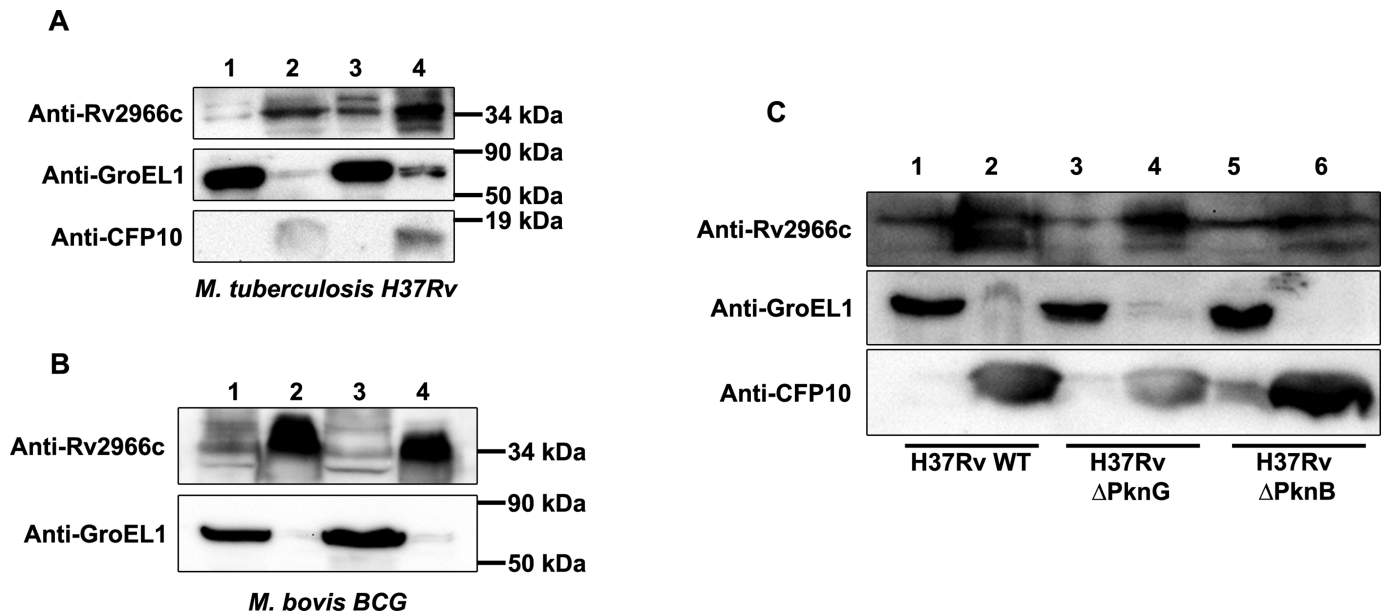 A
1 2 3 4
Anti-Rv2966c
34 kDa
90 kDa
Anti-GroEL1
50 kDa
19 kDa
Anti-CFP10
M. tuberculosis H37Rv
B
1 2 3 4
Anti-Rv2966c
34 kDa
90 kDa
Anti-GroEL1
50 kDa
M. bovis BCG
C
1 2 3 4 5 6
Anti-Rv2966c
Anti-GroEL1
Anti-CFP10
H37Rv WT
H37Rv
ΔPknG
H37Rv
ΔPknB